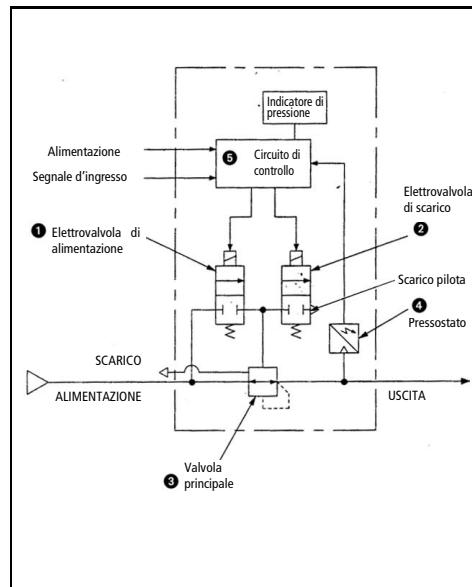 Indicatore di
pressione
Alimentazione
Segnale d'ingresso
5 Circuito di
controllo
Elettrovalvola
di scarico
2
1 Elettrovalvola di
alimentazione
Scarico pilota
4
Pressostato
SCARICO
ALIMENTAZIONE
USCITA
Valvola
3 principale